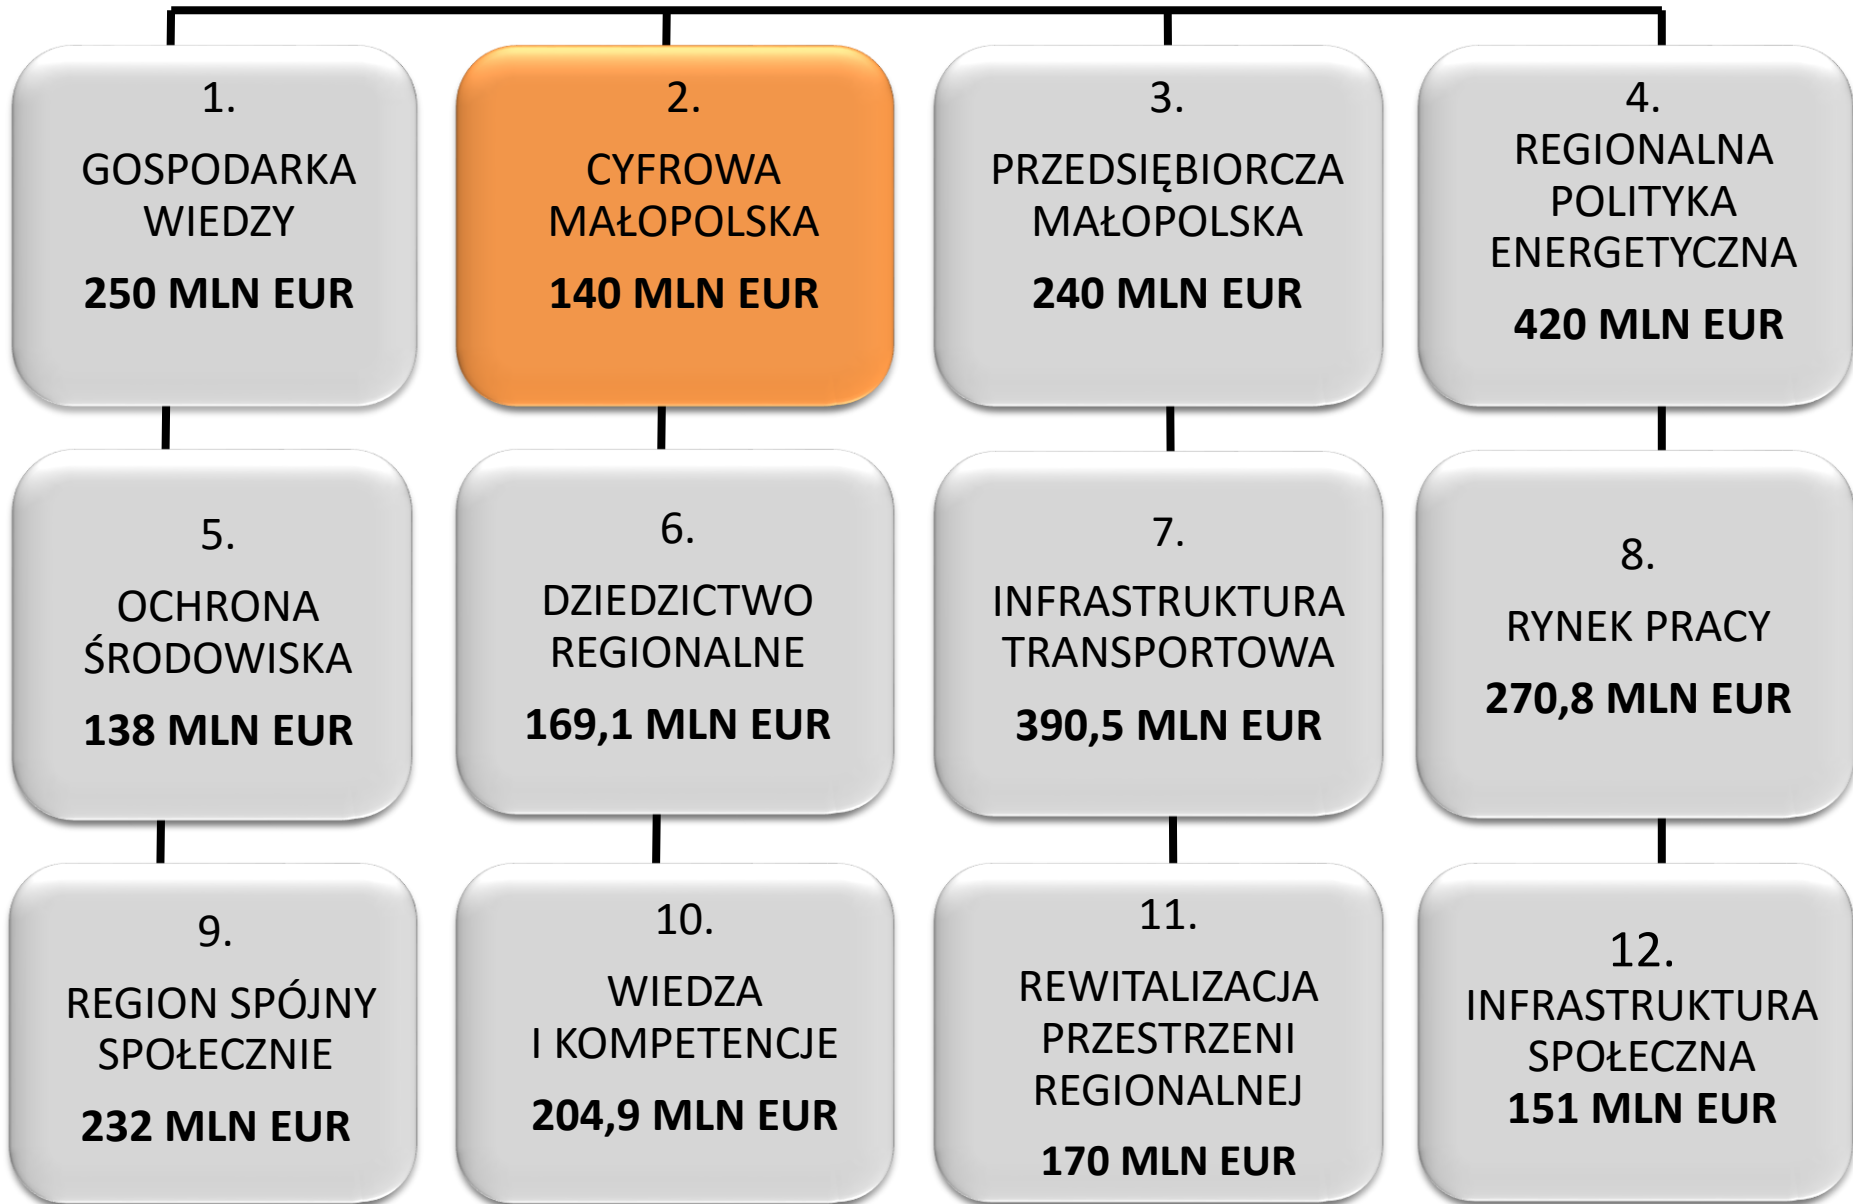 1.
GOSPODARKA
WIEDZY
250 MLN EUR
2.
CYFROWA
MAŁOPOLSKA
140 MLN EUR
3.
PRZEDSIĘBIORCZA
MAŁOPOLSKA
240 MLN EUR
4.
REGIONALNA
POLITYKA
ENERGETYCZNA
420 MLN EUR
5.
OCHRONA
ŚRODOWISKA
138 MLN EUR
6.
DZIEDZICTWO
REGIONALNE
169,1 MLN EUR
7.
INFRASTRUKTURA
TRANSPORTOWA
390,5 MLN EUR
8.
RYNEK PRACY
270,8 MLN EUR
9.
REGION SPÓJNY
SPOŁECZNIE
232 MLN EUR
10.
WIEDZA
I KOMPETENCJE
204,9 MLN EUR
11.
REWITALIZACJA
PRZESTRZENI
REGIONALNEJ
170 MLN EUR
12.
INFRASTRUKTURA
SPOŁECZNA
151 MLN EUR